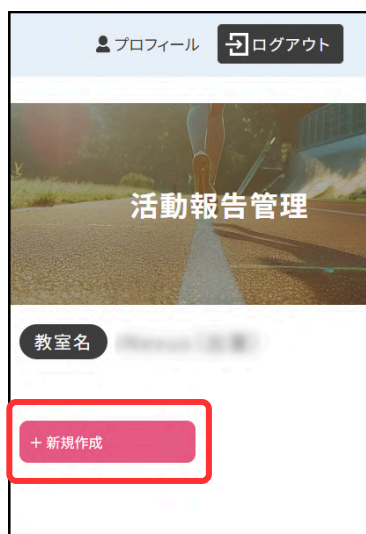 プロフィール
ログアウト
活動報告管理
教室名
+ 新規作成